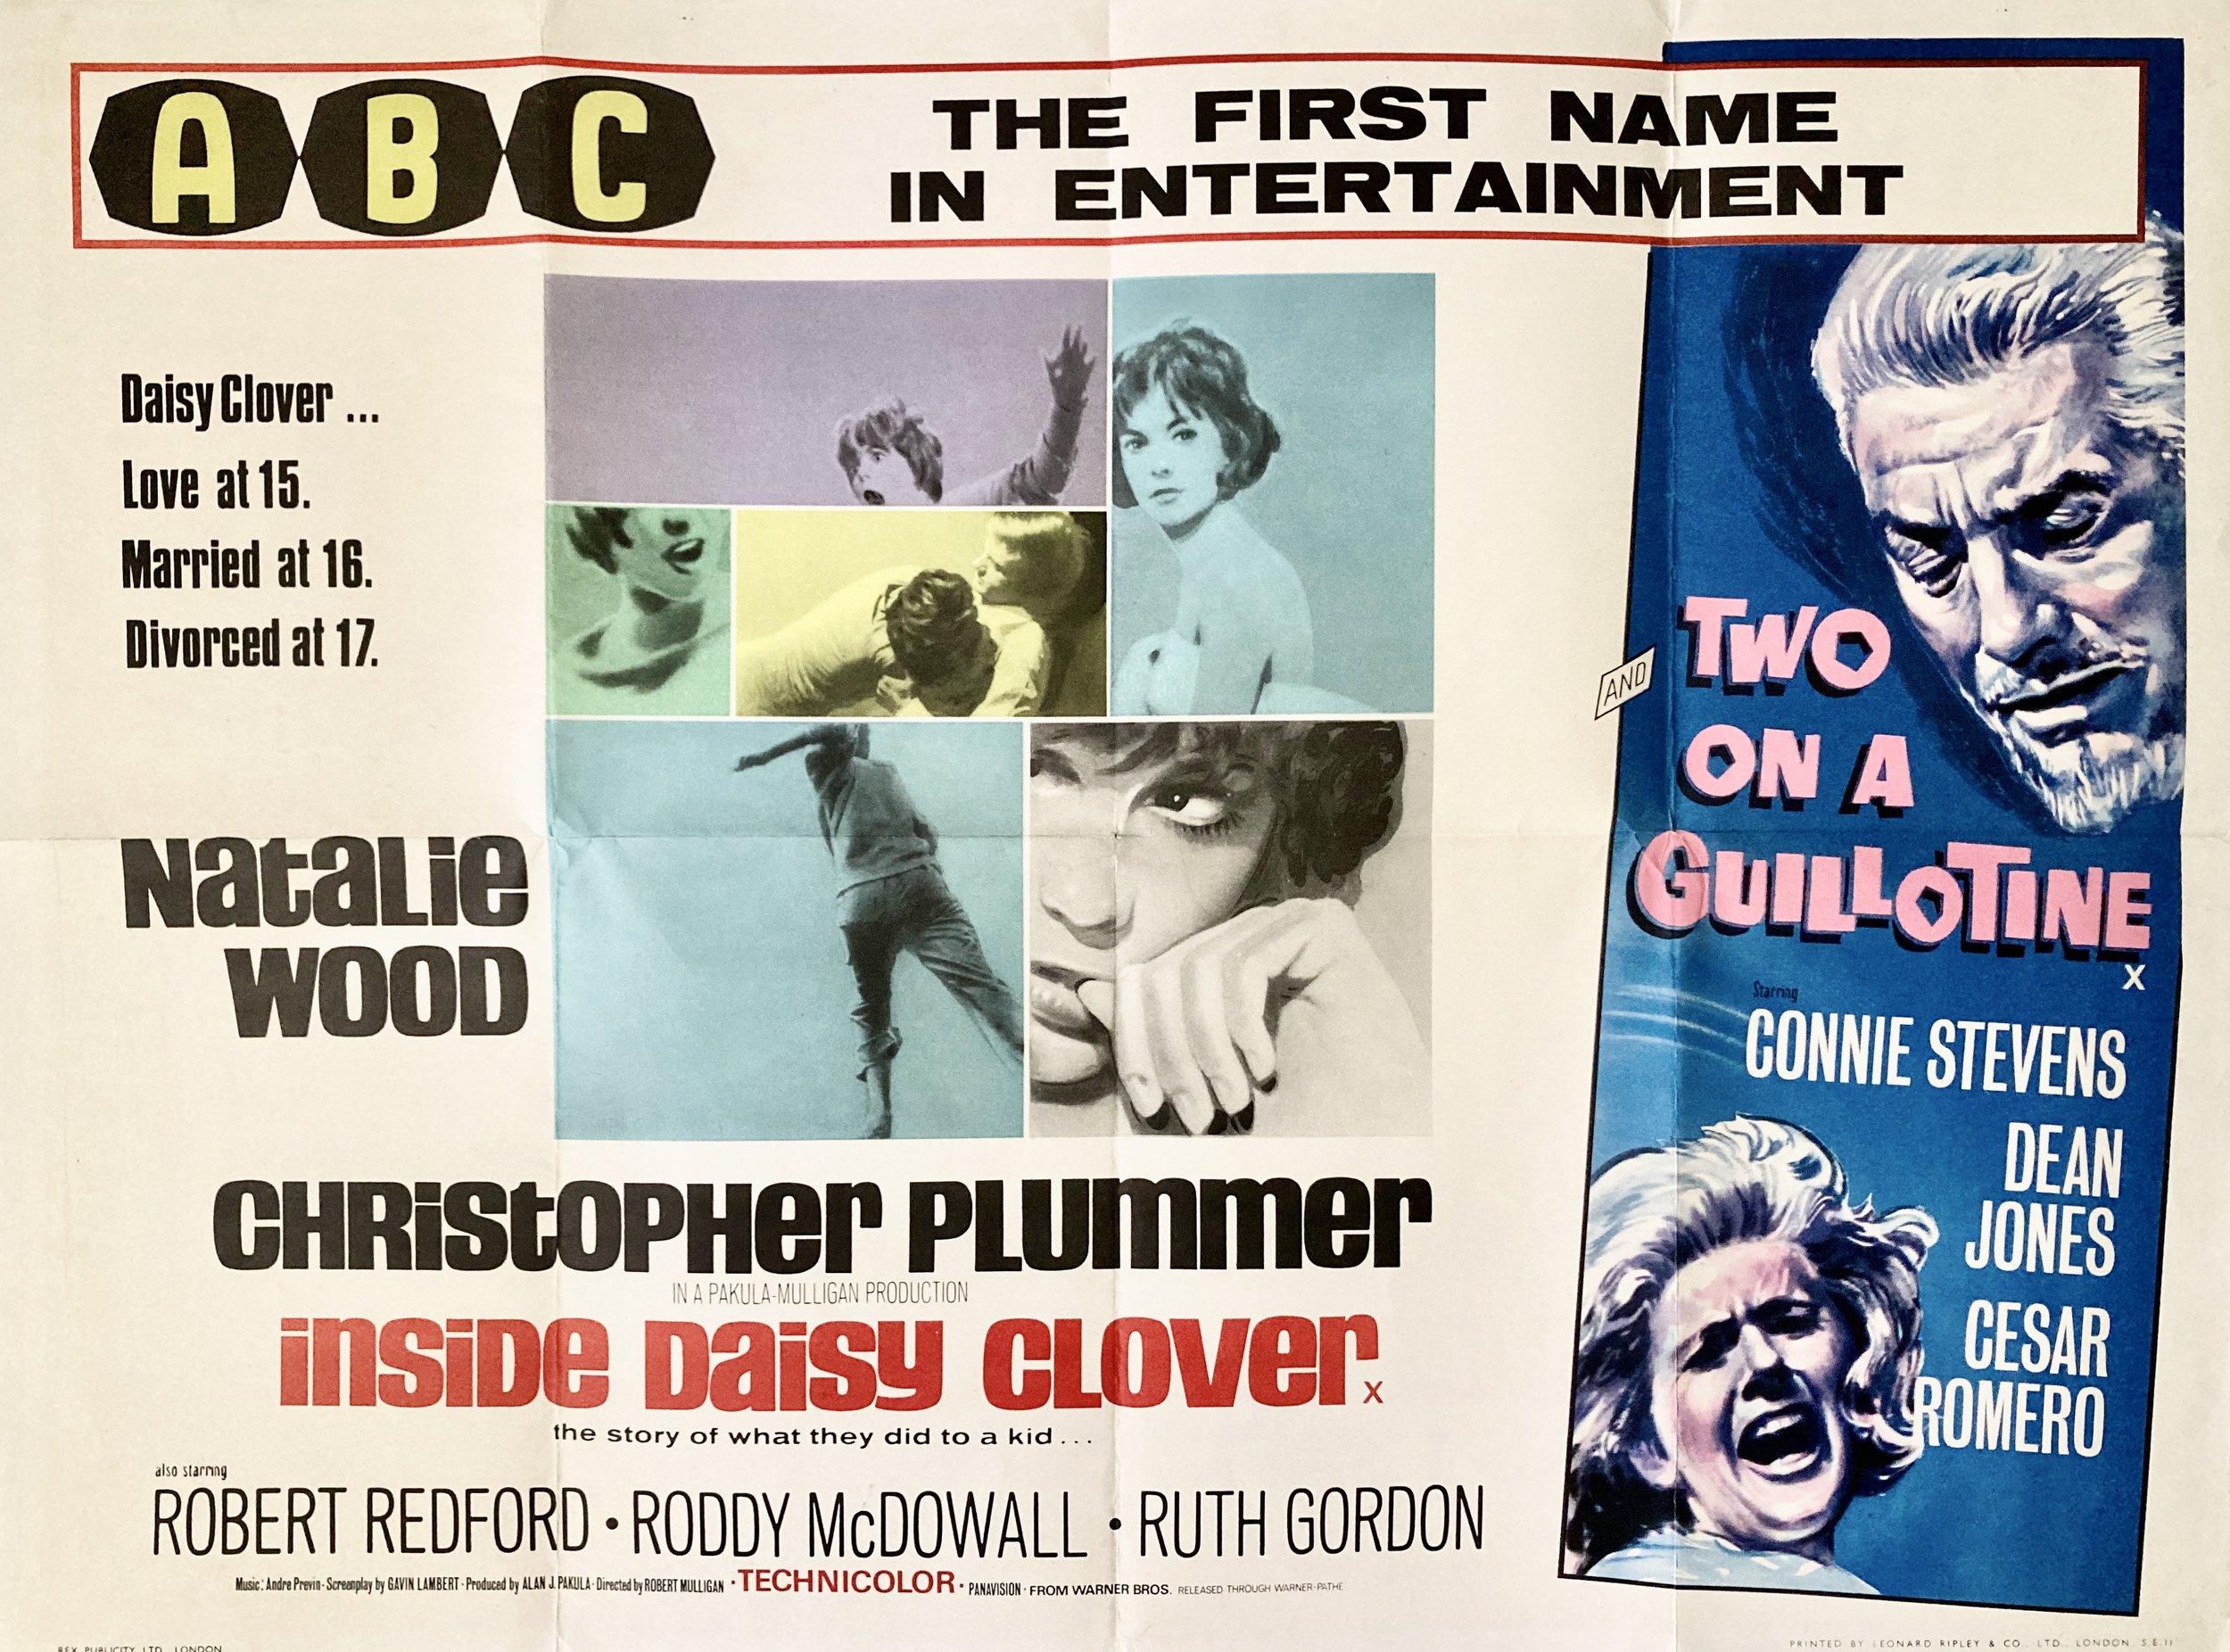 ABC
THE FIRST NAME
IN ENTERTAINMENT
Daisy Clover ...
Love at 15.
Married at 16.
Divorced at 17.
NataLie
WOOD
CHRiStOPHer PLUmmer
IN A PAKULA-MULLIGAN PRODUCTION
inSiDe DaiSy CLOver X
the story of what they did to a kid...
also starring
ROBERT REDFORD • RODDY McDOWALL • RUTH GORDON
Music: Andre Previn · Screenplay by GAVIN LAMBERT · Produced by ALAN J. PAKULA · Directed by ROBERT MULLIGAN · TECHNICOLOR · PANAVISION · FROM WARNER BROS. RELEASED THROUGH WARNER-PATHE
REX PUBLICITY LTD., LONDON
AND
TWO
ON A
GUILLOTINE
X
Starring
CONNIE STEVENS
DEAN
JONES
CESAR
ROMERO
PRINTED BY LEONARD RIPLEY & CO., LTD., LONDON, S.E.11